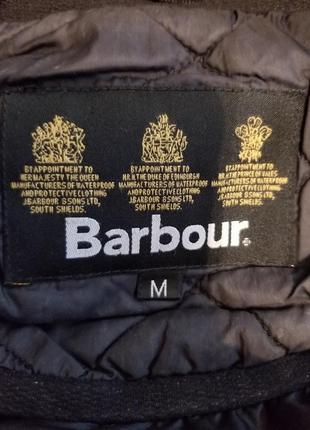 BY APPOINTMENT TO
HER MAJESTY THE QUEEN
MANUFACTURERS OF WATERPROOF
AND PROTECTIVE CLOTHING
J.BARBOUR & SONS LTD,
SOUTH SHIELDS.
BY APPOINTMENT TO
H.R.H. THE DUKE OF EDINBURGH
MANUFACTURERS OF WATERPROOF
AND PROTECTIVE CLOTHING
J.BARBOUR & SONS LTD,
SOUTH SHIELDS.
BY APPOINTMENT TO
H.R.H. THE PRINCE OF WALES
MANUFACTURERS OF WATERPROOF
AND PROTECTIVE CLOTHING
J.BARBOUR & SONS LTD,
SOUTH SHIELDS.
Barbour®
M